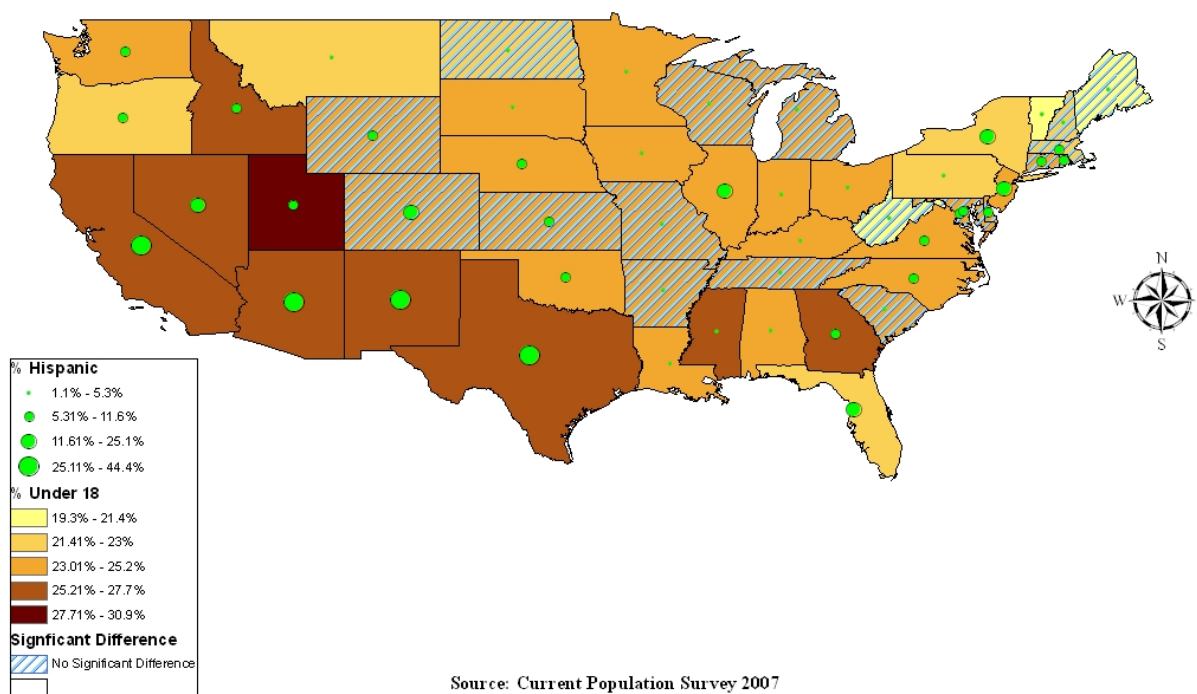 N
W E
S
% Hispanic
1.1% - 5.3%
5.31% - 11.6%
11.61% - 25.1%
25.11% - 44.4%
% Under 18
19.3% - 21.4%
21.41% - 23%
23.01% - 25.2%
25.21% - 27.7%
27.71% - 30.9%
Signficant Difference
No Significant Difference
Source: Current Population Survey 2007